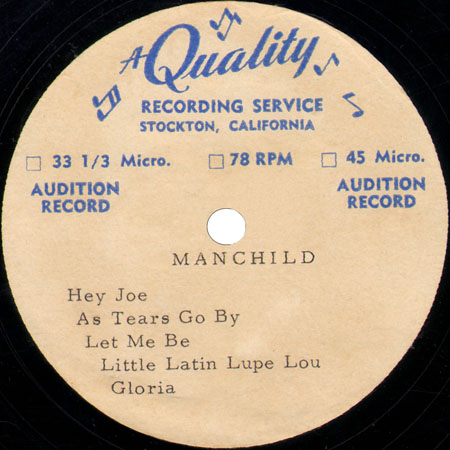 A Quality
RECORDING SERVICE
STOCKTON, CALIFORNIA
33 1/3 Micro. 78 RPM 45 Micro.
AUDITION RECORD AUDITION RECORD
MANCHILD
Hey Joe
As Tears Go By
Let Me Be
Little Latin Lupe Lou
Gloria